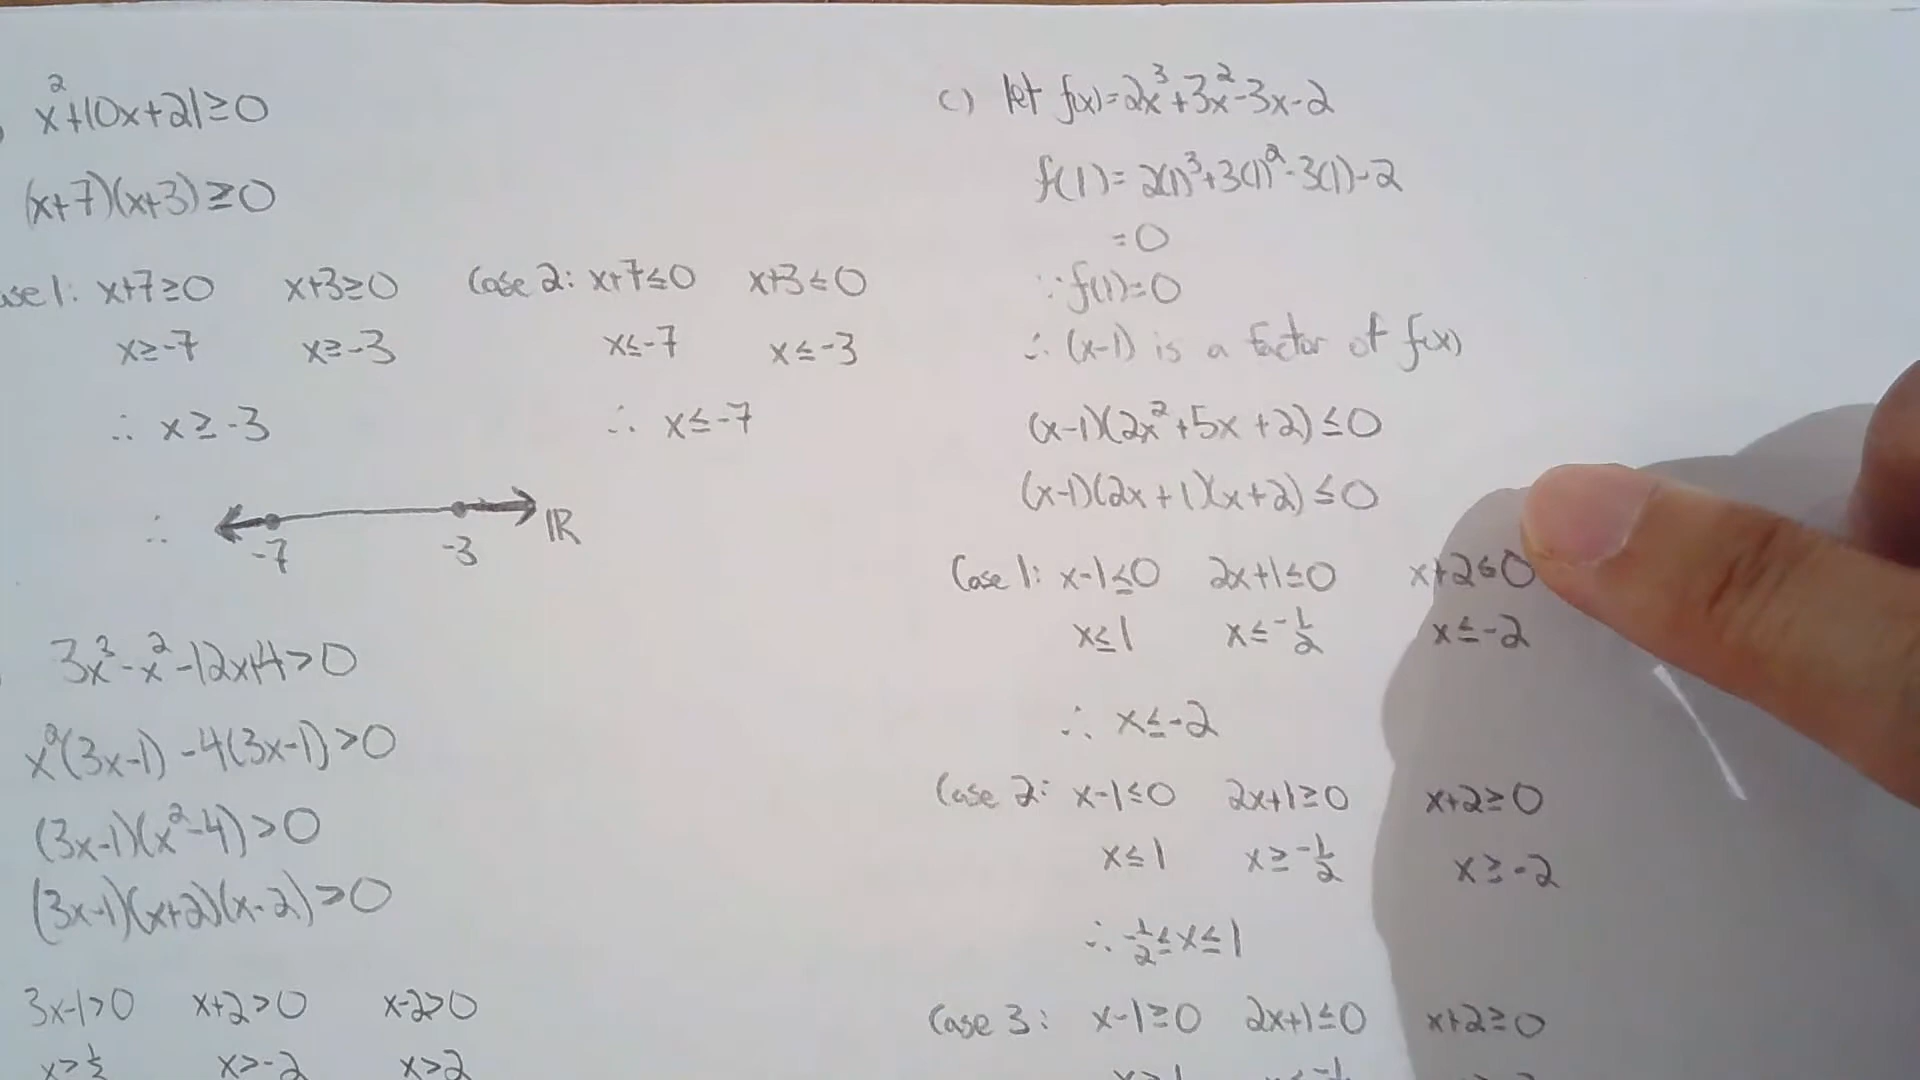 x²+10x+21≥0
(x+7)(x+3)≥0
ase 1: x+7≥0 x+3≥0 Case 2: x+7≤0 x+3≤0
x≥-7 x≥-3 x≤-7 x≤-3
∴ x≥-3 ∴ x≤-7
∴ -7 -3 ℝ
3x³-x²-12x+4>0
x²(3x-1)-4(3x-1)>0
(3x-1)(x²-4)>0
(3x-1)(x+2)(x-2)>0
3x-1>0 x+2>0 x-2>0
x>-2 x>2
c) let f(x)=2x³+3x²-3x-2
f(1)=2(1)³+3(1)²-3(1)-2
=0
∵f(1)=0
∴ (x-1) is a factor of f(x)
(x-1)(2x²+5x+2)≤0
(x-1)(2x+1)(x+2)≤0
Case 1: x-1≤0 2x+1≤0 x+2≤0
x≤1 x≤-1/2 x≤-2
∴ x≤-2
Case 2: x-1≤0 2x+1≥0 x+2≥0
x≤1 x≥-1/2 x≥-2
∴ -1/2≤x≤1
Case 3: x-1≥0 2x+1≤0 x+2≥0